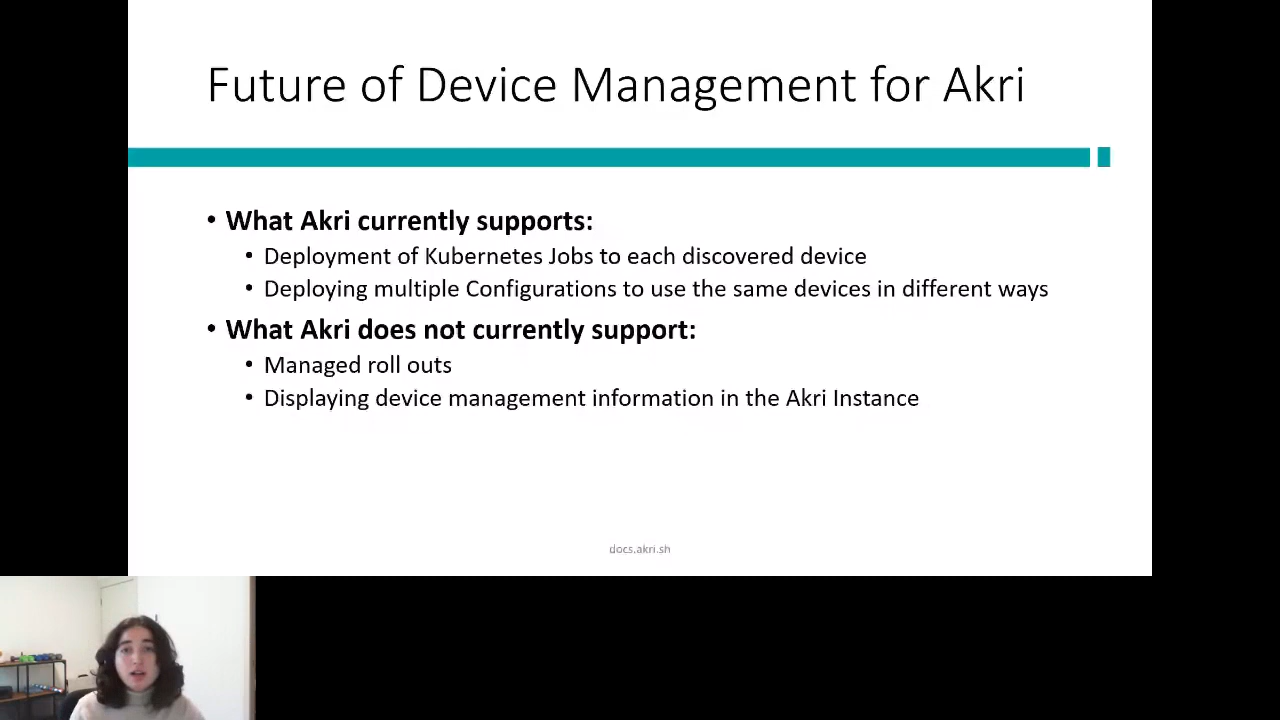 Future of Device Management for Akri
• What Akri currently supports:
• Deployment of Kubernetes Jobs to each discovered device
• Deploying multiple Configurations to use the same devices in different ways
• What Akri does not currently support:
• Managed roll outs
• Displaying device management information in the Akri Instance
docs.akri.sh